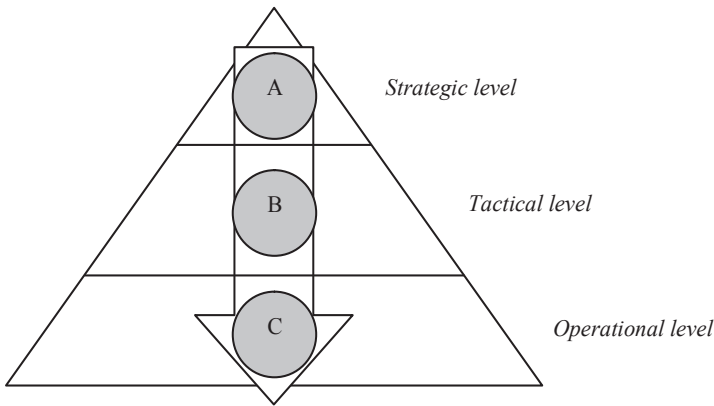 A
Strategic level
B
Tactical level
C
Operational level